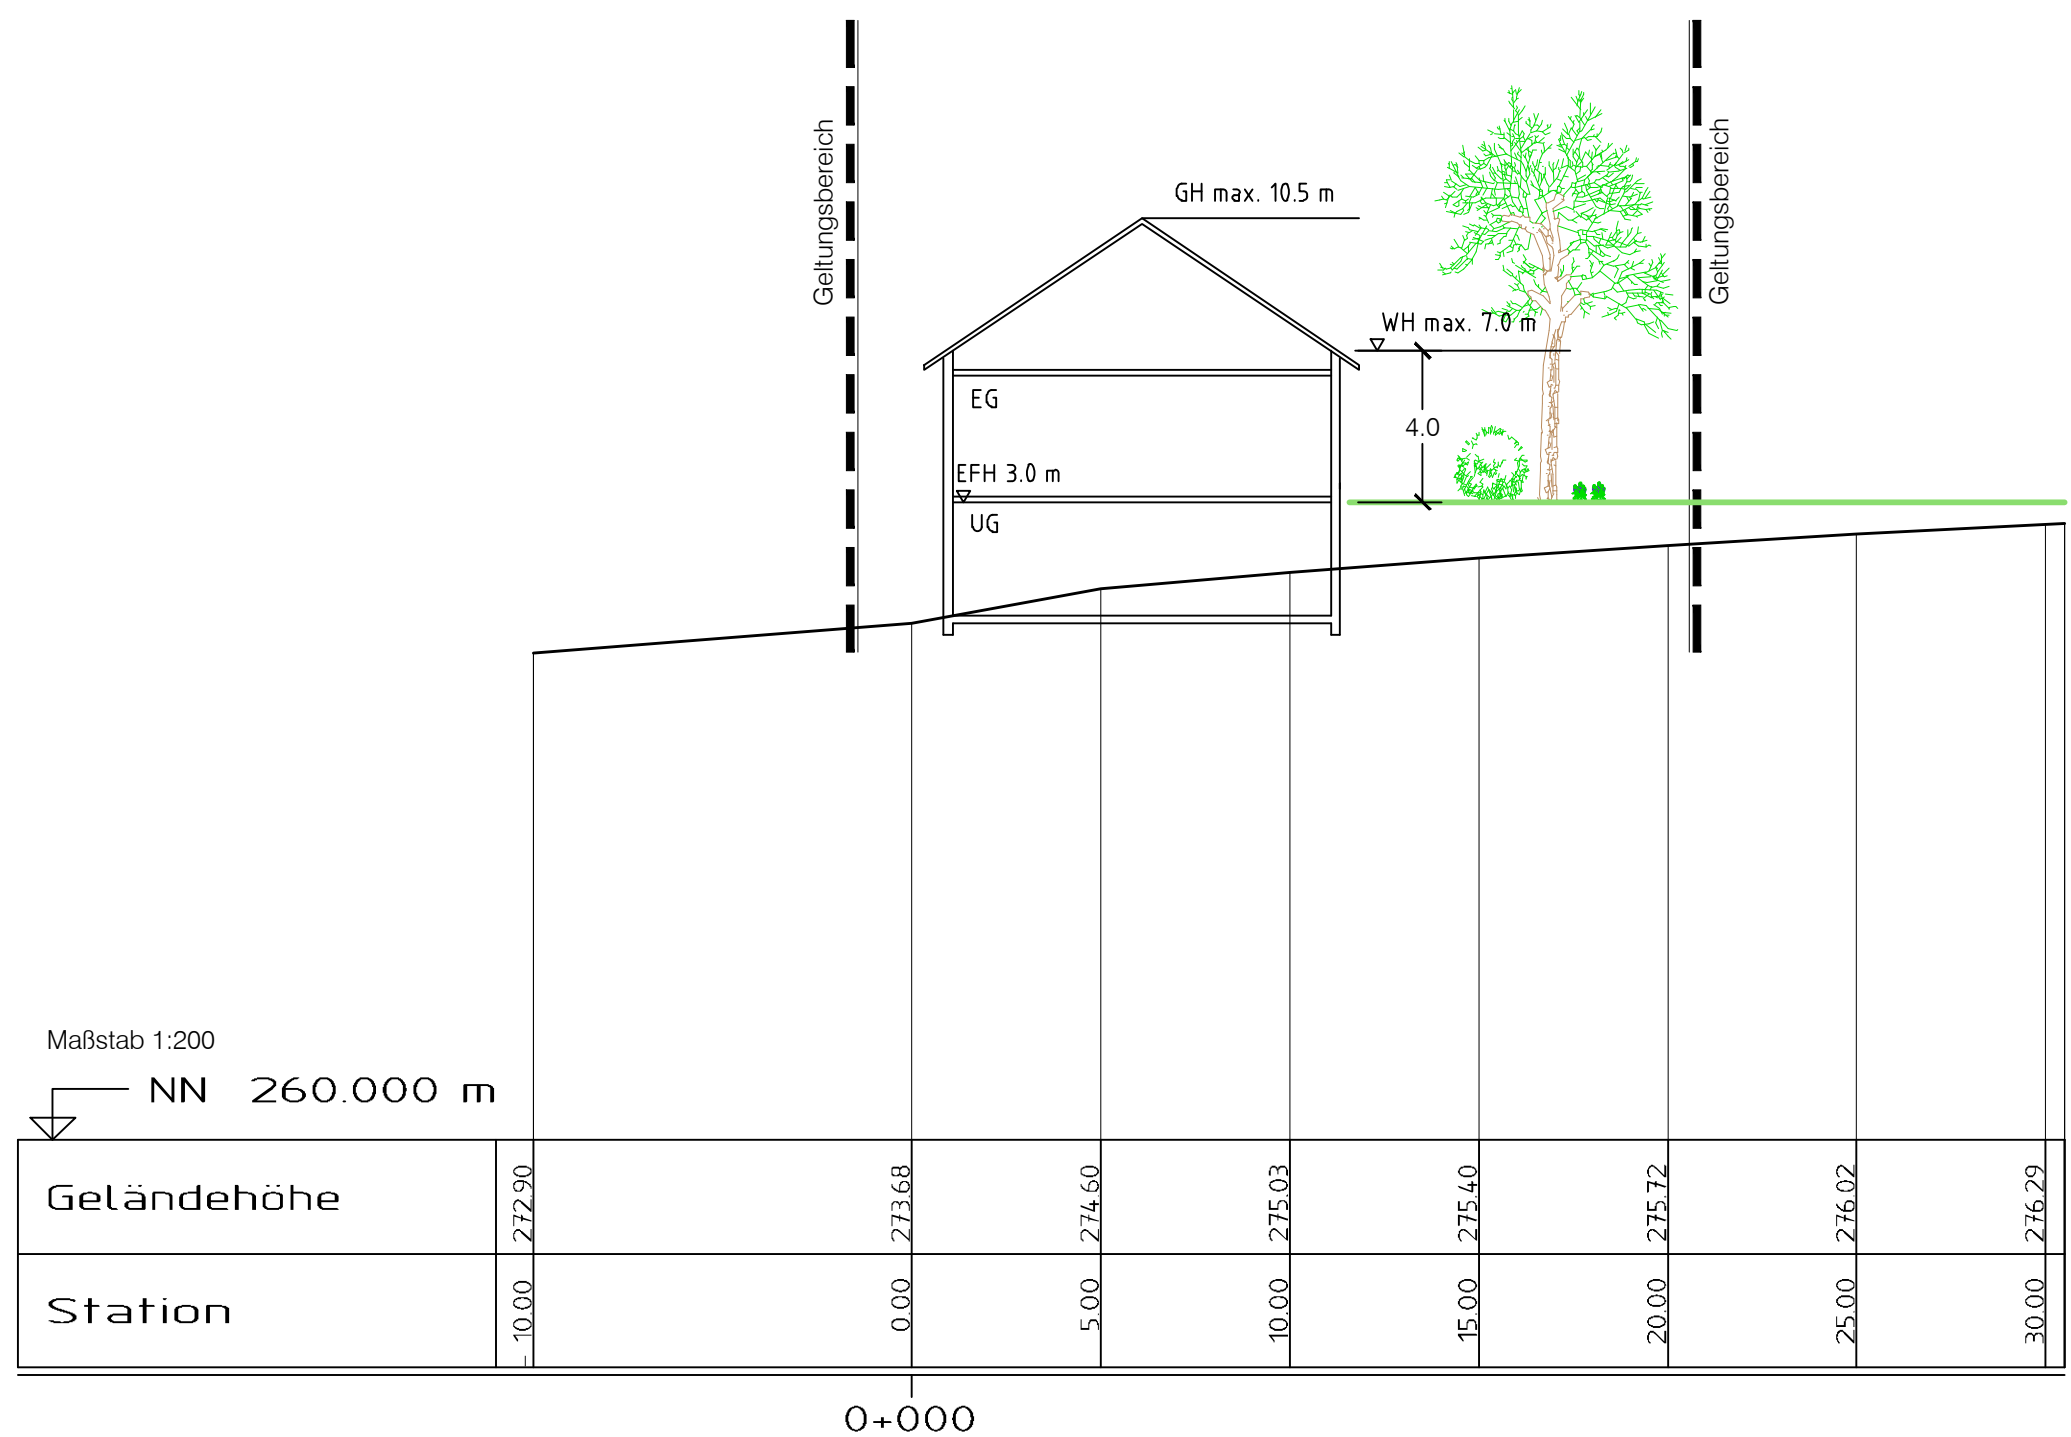 Geltungsbereich
Geltungsbereich
GH max. 10.5 m
WH max. 7.0 m
EG
4.0
EFH 3.0 m
UG
Maßstab 1:200
NN 260.000 m
Geländehöhe 272.90 273.68 274.60 275.03 275.40 275.72 276.02 276.29
Station -10.00 0.00 5.00 10.00 15.00 20.00 25.00 30.00
0+000